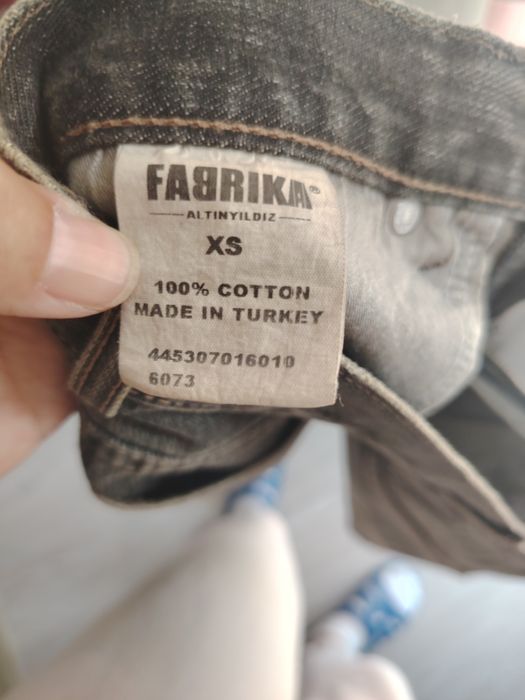 FABRIKA®
ALTINYILDIZ
XS
100% COTTON
MADE IN TURKEY
445307016010
6073